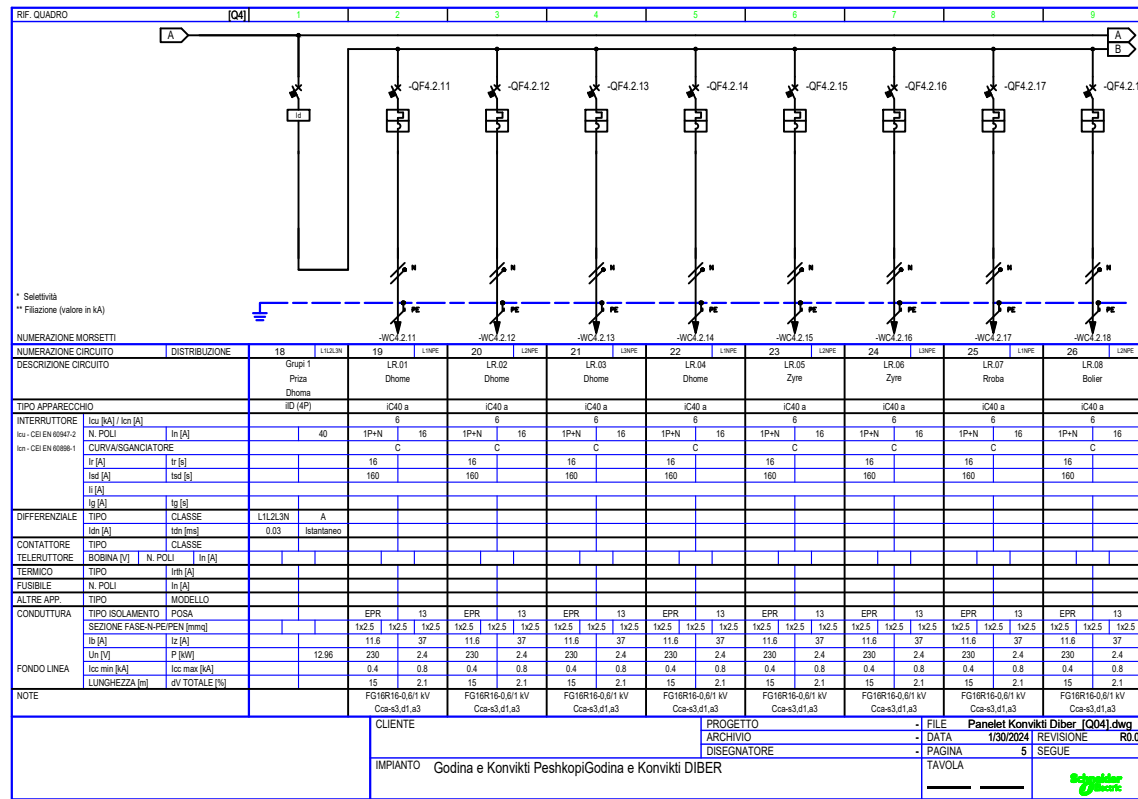 RIF. QUADRO [Q4] 1 2 3 4 5 6 7 8 9
A A
B
-QF4.2.11 -QF4.2.12 -QF4.2.13 -QF4.2.14 -QF4.2.15 -QF4.2.16 -QF4.2.17 -QF4.2.1
Id
N N N N N N N N
* Selettività
** Filiazione (valore in kA)
PE PE PE PE PE PE PE PE
NUMERAZIONE MORSETTI -WC4.2.11 -WC4.2.12 -WC4.2.13 -WC4.2.14 -WC4.2.15 -WC4.2.16 -WC4.2.17 -WC4.2.18
NUMERAZIONE CIRCUITO DISTRIBUZIONE 18 L1L2L3N 19 L1NPE 20 L2NPE 21 L3NPE 22 L1NPE 23 L2NPE 24 L3NPE 25 L1NPE 26 L2NPE
DESCRIZIONE CIRCUITO Grupi 1 LR.01 LR.02 LR.03 LR.04 LR.05 LR.06 LR.07 LR.08
Priza Dhome Dhome Dhome Dhome Zyre Zyre Rroba Bolier
Dhoma
TIPO APPARECCHIO iID (4P) iC40 a iC40 a iC40 a iC40 a iC40 a iC40 a iC40 a iC40 a
INTERRUTTORE Icu [kA] / Icn [A] 6 6 6 6 6 6 6 6
Icu - CEI EN 60947-2 N. POLI In [A] 40 1P+N 16 1P+N 16 1P+N 16 1P+N 16 1P+N 16 1P+N 16 1P+N 16 1P+N 16
Icn - CEI EN 60898-1 CURVA/SGANCIATORE C C C C C C C C
Ir [A] tr [s] 16 16 16 16 16 16 16 16
Isd [A] tsd [s] 160 160 160 160 160 160 160 160
Ii [A]
Ig [A] tg [s]
DIFFERENZIALE TIPO CLASSE L1L2L3N A
Idn [A] tdn [ms] 0.03 Istantaneo
CONTATTORE TIPO CLASSE
TELERUTTORE BOBINA [V] N. POLI In [A]
TERMICO TIPO Irth [A]
FUSIBILE N. POLI In [A]
ALTRE APP. TIPO MODELLO
CONDUTTURA TIPO ISOLAMENTO POSA EPR 13 EPR 13 EPR 13 EPR 13 EPR 13 EPR 13 EPR 13 EPR 13
SEZIONE FASE-N-PE/PEN [mmq] 1x2.5 1x2.5 1x2.5 1x2.5 1x2.5 1x2.5 1x2.5 1x2.5 1x2.5 1x2.5 1x2.5 1x2.5 1x2.5 1x2.5 1x2.5 1x2.5 1x2.5 1x2.5 1x2.5 1x2.5 1x2.5 1x2.5 1x2.5 1x2.5
Ib [A] Iz [A] 11.6 37 11.6 37 11.6 37 11.6 37 11.6 37 11.6 37 11.6 37 11.6 37
Un [V] P [kW] 12.96 230 2.4 230 2.4 230 2.4 230 2.4 230 2.4 230 2.4 230 2.4 230 2.4
FONDO LINEA Icc min [kA] Icc max [kA] 0.4 0.8 0.4 0.8 0.4 0.8 0.4 0.8 0.4 0.8 0.4 0.8 0.4 0.8 0.4 0.8
LUNGHEZZA [m] dV TOTALE [%] 15 2.1 15 2.1 15 2.1 15 2.1 15 2.1 15 2.1 15 2.1 15 2.1
NOTE FG16R16-0,6/1 kV FG16R16-0,6/1 kV FG16R16-0,6/1 kV FG16R16-0,6/1 kV FG16R16-0,6/1 kV FG16R16-0,6/1 kV FG16R16-0,6/1 kV FG16R16-0,6/1 kV
Cca-s3,d1,a3 Cca-s3,d1,a3 Cca-s3,d1,a3 Cca-s3,d1,a3 Cca-s3,d1,a3 Cca-s3,d1,a3 Cca-s3,d1,a3 Cca-s3,d1,a3
CLIENTE PROGETTO - FILE Panelet Konvikti Diber_[Q04].dwg
ARCHIVIO - DATA 1/30/2024 REVISIONE R0.0
DISEGNATORE - PAGINA 5 SEGUE
IMPIANTO Godina e Konvikti PeshkopiGodina e Konvikti DIBER TAVOLA
Schneider Electric